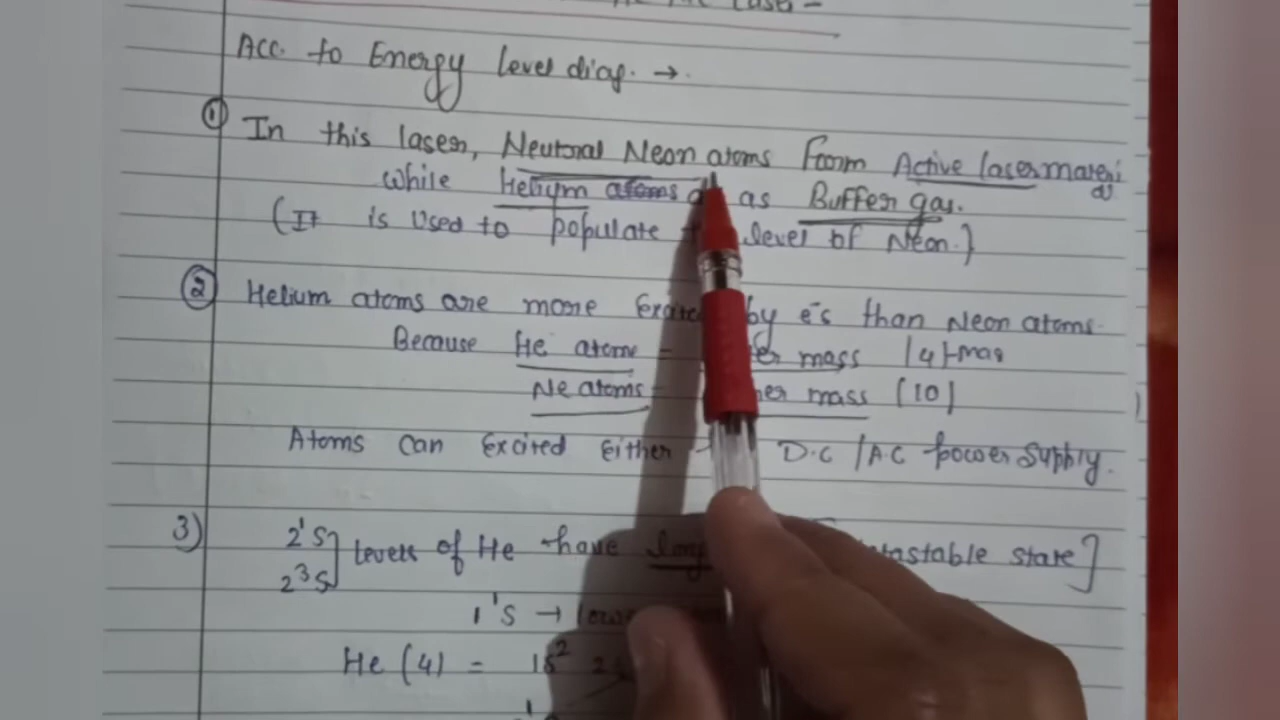 Laser-
Acc. to Energy level diag. →.
① In this laser, Neutral Neon atoms Form Active laser material
while Helium atoms as Buffer gas.
(It is Used to populate level of Neon.)
② Helium atoms are more by e's than Neon atoms.
Because He atoms - mass (4)-mas
Ne atoms - mass (10)
Atoms can excited either D.C / AC power supply.
3) 2¹S
2³S] levels of He have state]
1¹S →
He (4) = 1s²